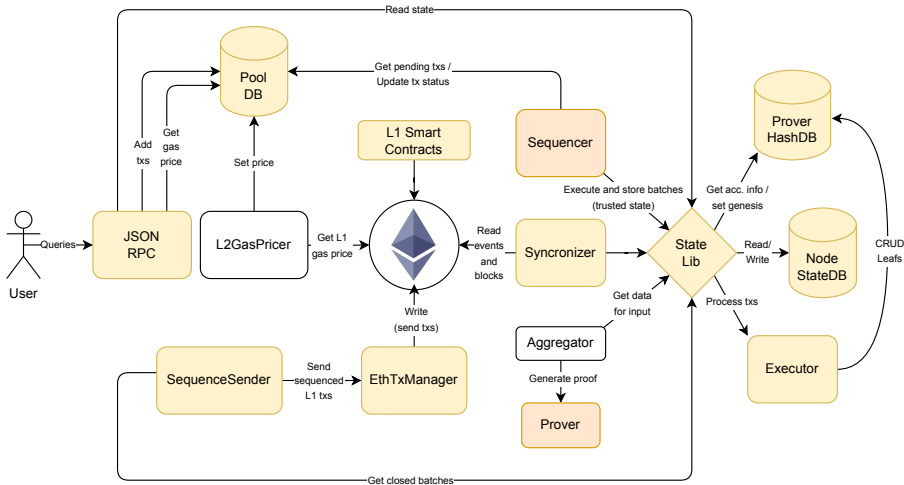 Read state
Pool
DB
Get pending txs /
Update tx status
Add
txs
Get
gas
price
Set price
L1 Smart
Contracts
Sequencer
Prover
HashDB
Execute and store batches
(trusted state)
Get acc. info /
set genesis
User
Queries
JSON
RPC
L2GasPricer
Get L1
gas price
Read
events
and
blocks
Syncronizer
State
Lib
Read/
Write
Node
StateDB
CRUD
Leafs
Write
(send txs)
Get data
for input
Process txs
SequenceSender
Send
sequenced
L1 txs
EthTxManager
Aggregator
Generate proof
Prover
Executor
Get closed batches